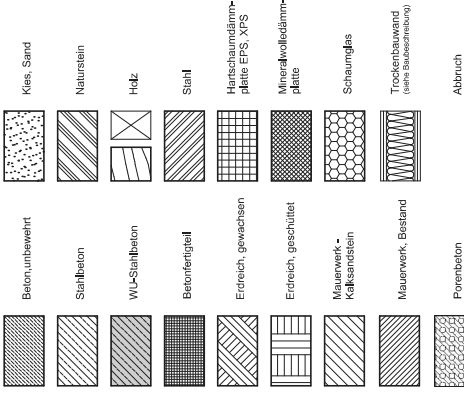 Beton,unbewehrt
Stahlbeton
WU-Stahlbeton
Betonfertigteil
Erdreich, gewachsen
Erdreich, geschüttet
Mauerwerk -
Kalksandstein
Mauerwerk, Bestand
Porenbeton
Kies, Sand
Naturstein
Holz
Stahl
Hartschaumdämm-
platte EPS, XPS
Mineralwolledämm-
platte
Schaumglas
Trockenbauwand
(siehe Baubeschreibung)
Abbruch